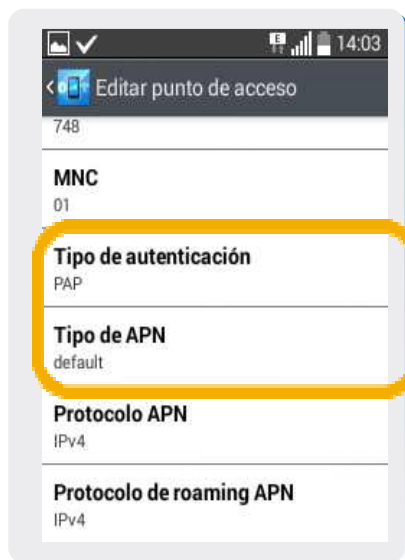 14:03
Editar punto de acceso
748
MNC
01
Tipo de autenticación
PAP
Tipo de APN
default
Protocolo APN
IPv4
Protocolo de roaming APN
IPv4